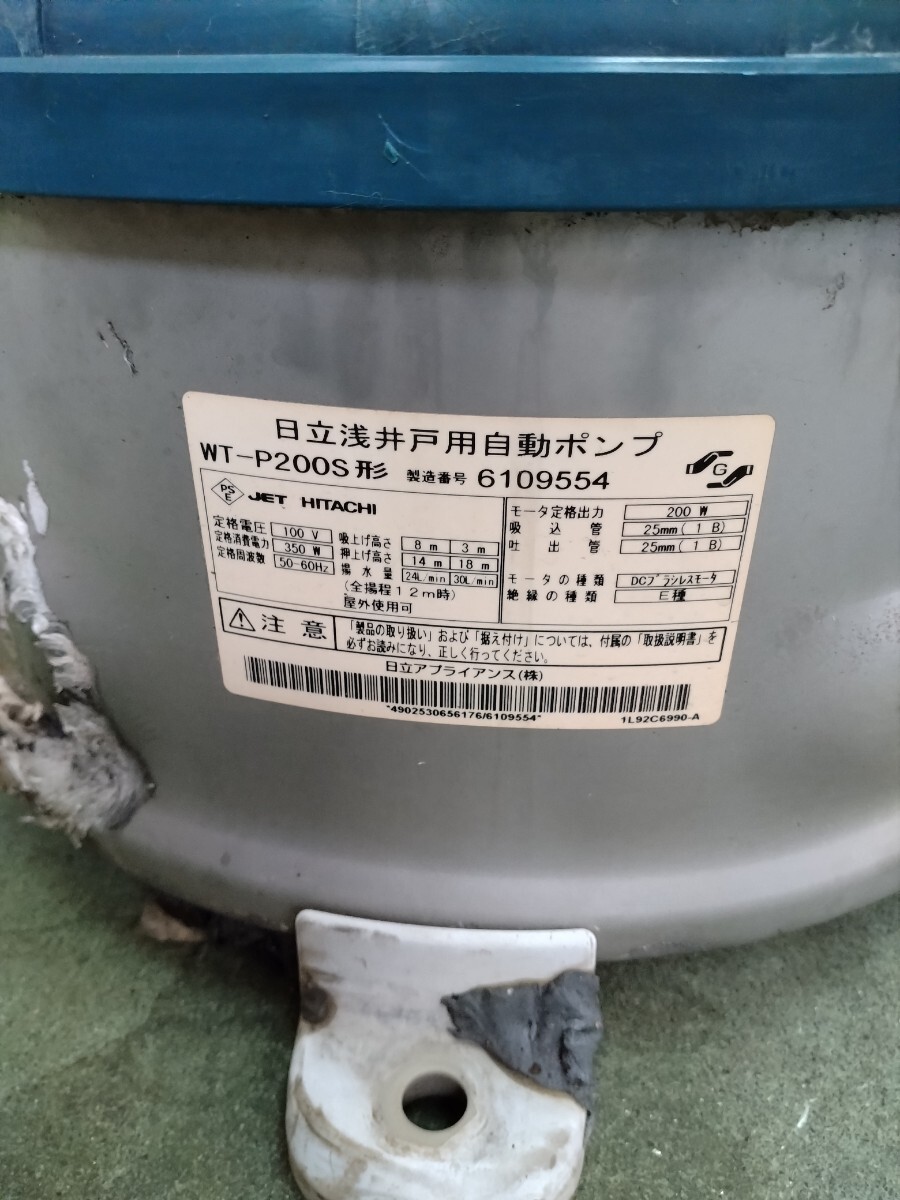 日立浅井戸用自動ポンプ
WT-P200S形 製造番号 6109554
G
PS
E
JET HITACHI
定格電圧 100 V
定格消費電力 350 W
定格周波数 50-60Hz
吸上げ高さ 8 m 3 m
押上げ高さ 14 m 18 m
揚水量 24L/min 30L/min
(全揚程12m時)
屋外使用可
モータ定格出力 200 W
吸込管 25mm(1 B)
吐出管 25mm(1 B)
モータの種類 DCブラシレスモータ
絶縁の種類 E種
注意
「製品の取り扱い」および「据え付け」については、付属の「取扱説明書」を
必ずお読みになり、正しく行ってください。
日立アプライアンス(株)
*4902530656176/6109554*
1L92C6990-A